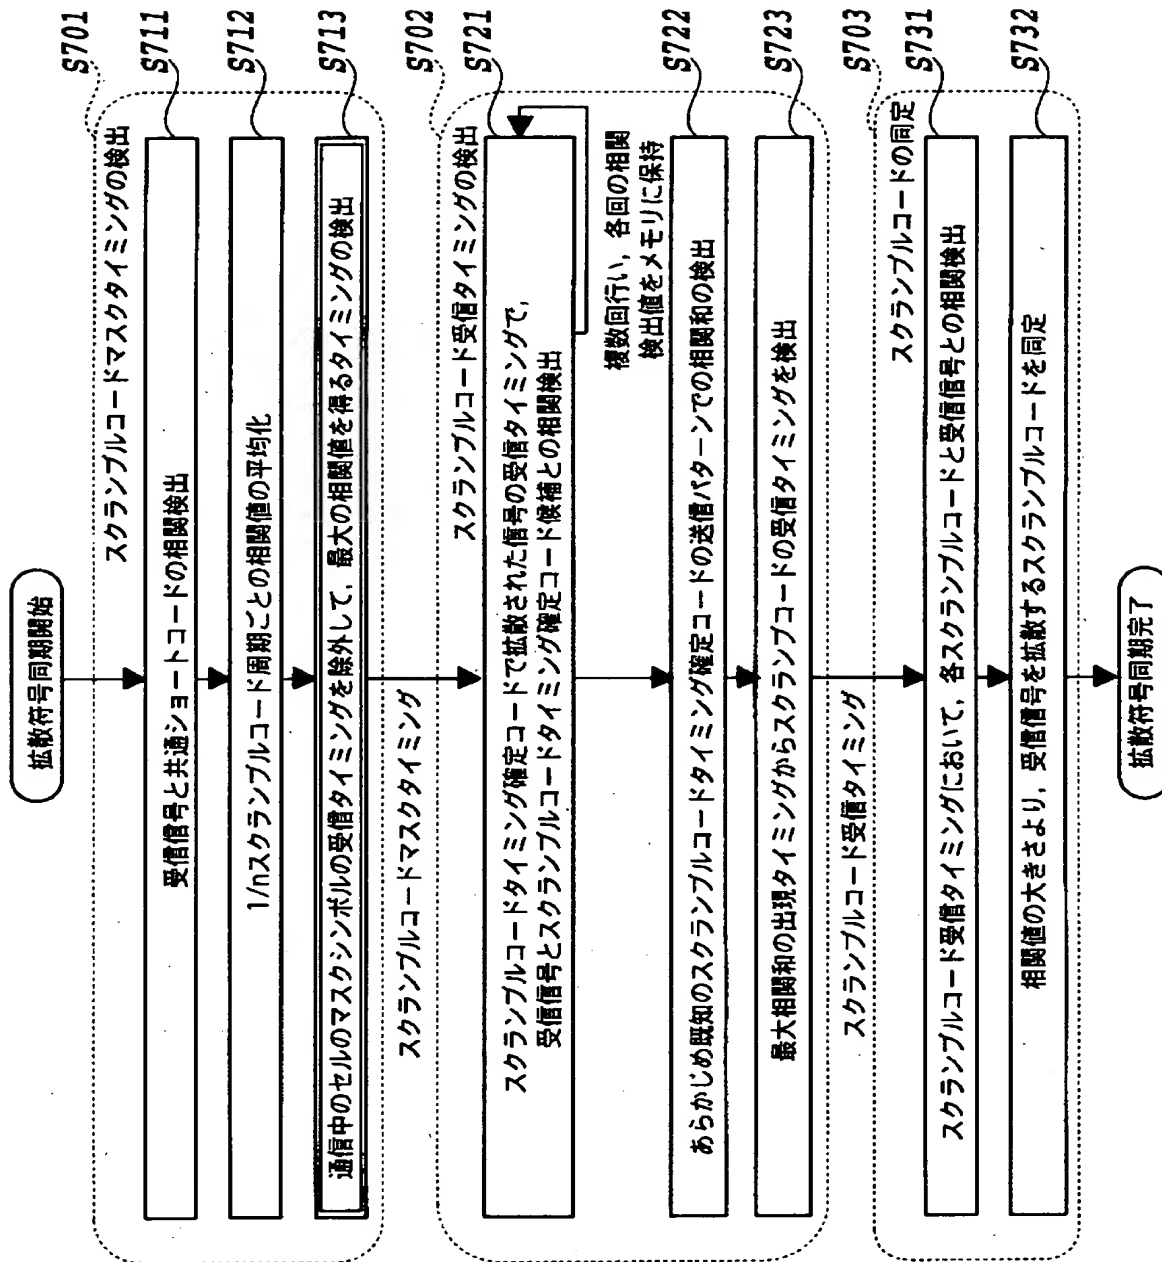 拡散符号同期開始
スクランブルコードマスクタイミングの検出
S701
受信信号と共通ショートコードの相関検出
S711
1/nスクランブルコード周期ごとの相関値の平均化
S712
通信中のセルのマスクシンボルの受信タイミングを除外して，最大の相関値を得るタイミングの検出
S713
スクランブルコードマスクタイミング
スクランブルコード受信タイミングの検出
S702
スクランブルコードタイミング確定コードで拡散された信号の受信タイミングで，
受信信号とスクランブルコードタイミング確定コード候補との相関検出
S721
複数回行い，各回の相関
検出値をメモリに保持
あらかじめ既知のスクランブルコードタイミング確定コードの送信パターンでの相関和の検出
S722
最大相関和の出現タイミングからスクランブコードの受信タイミングを検出
S723
スクランブルコード受信タイミング
スクランブルコードの同定
S703
スクランブルコード受信タイミングにおいて，各スクランブルコードと受信信号との相関検出
S731
相関値の大きさより，受信信号を拡散するスクランブルコードを同定
S732
拡散符号同期完了